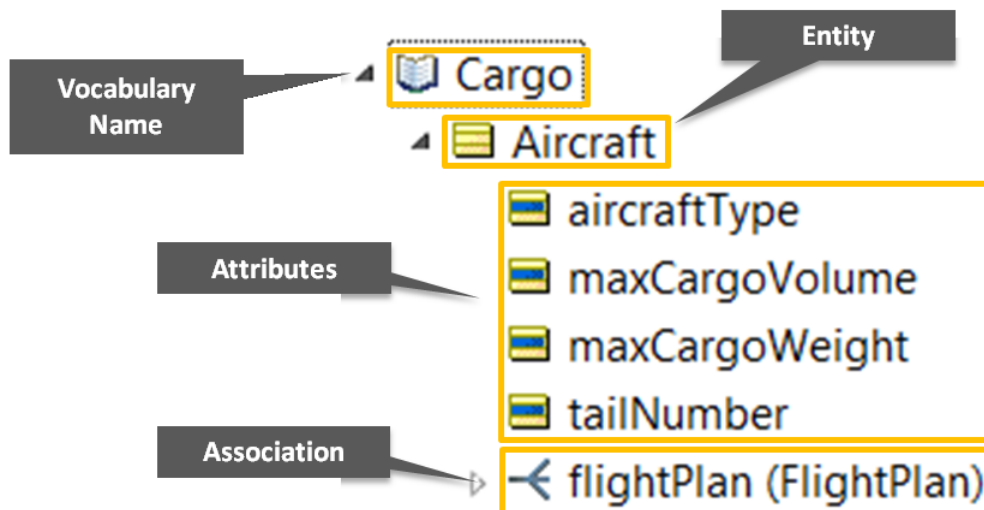 Entity
Vocabulary
Name
Cargo
Aircraft
Attributes
aircraftType
maxCargoVolume
maxCargoWeight
tailNumber
Association
flightPlan (FlightPlan)